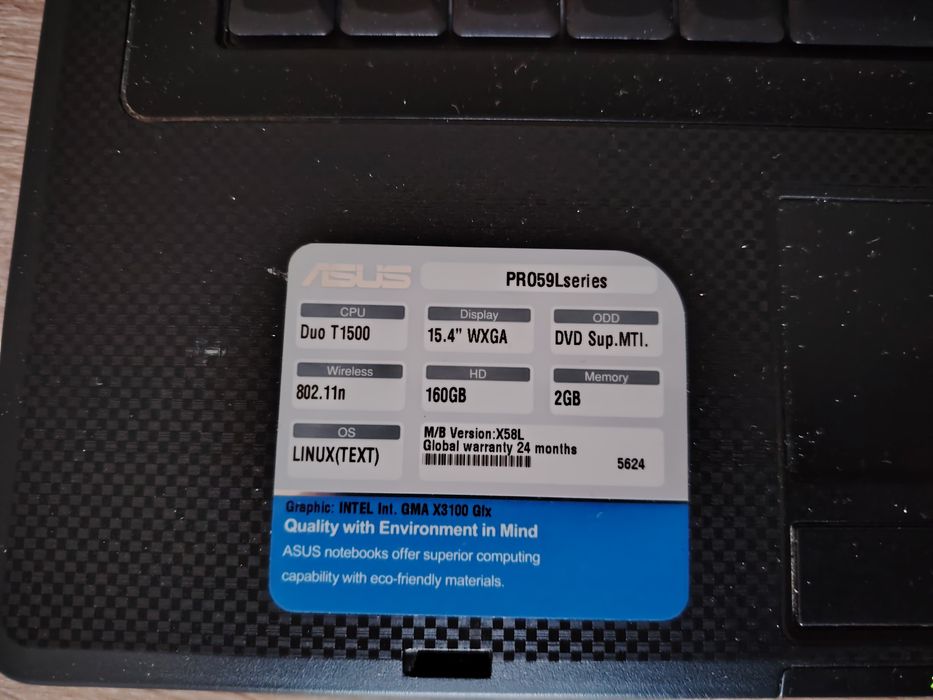 ASUS PRO59Lseries
CPU Display ODD
Duo T1500 15.4" WXGA DVD Sup.MTI.
Wireless HD Memory
802.11n 160GB 2GB
OS
LINUX(TEXT)
M/B Version:X58L
Global warranty 24 months
5624
Graphic: INTEL Int. GMA X3100 Gfx
Quality with Environment in Mind
ASUS notebooks offer superior computing
capability with eco-friendly materials.